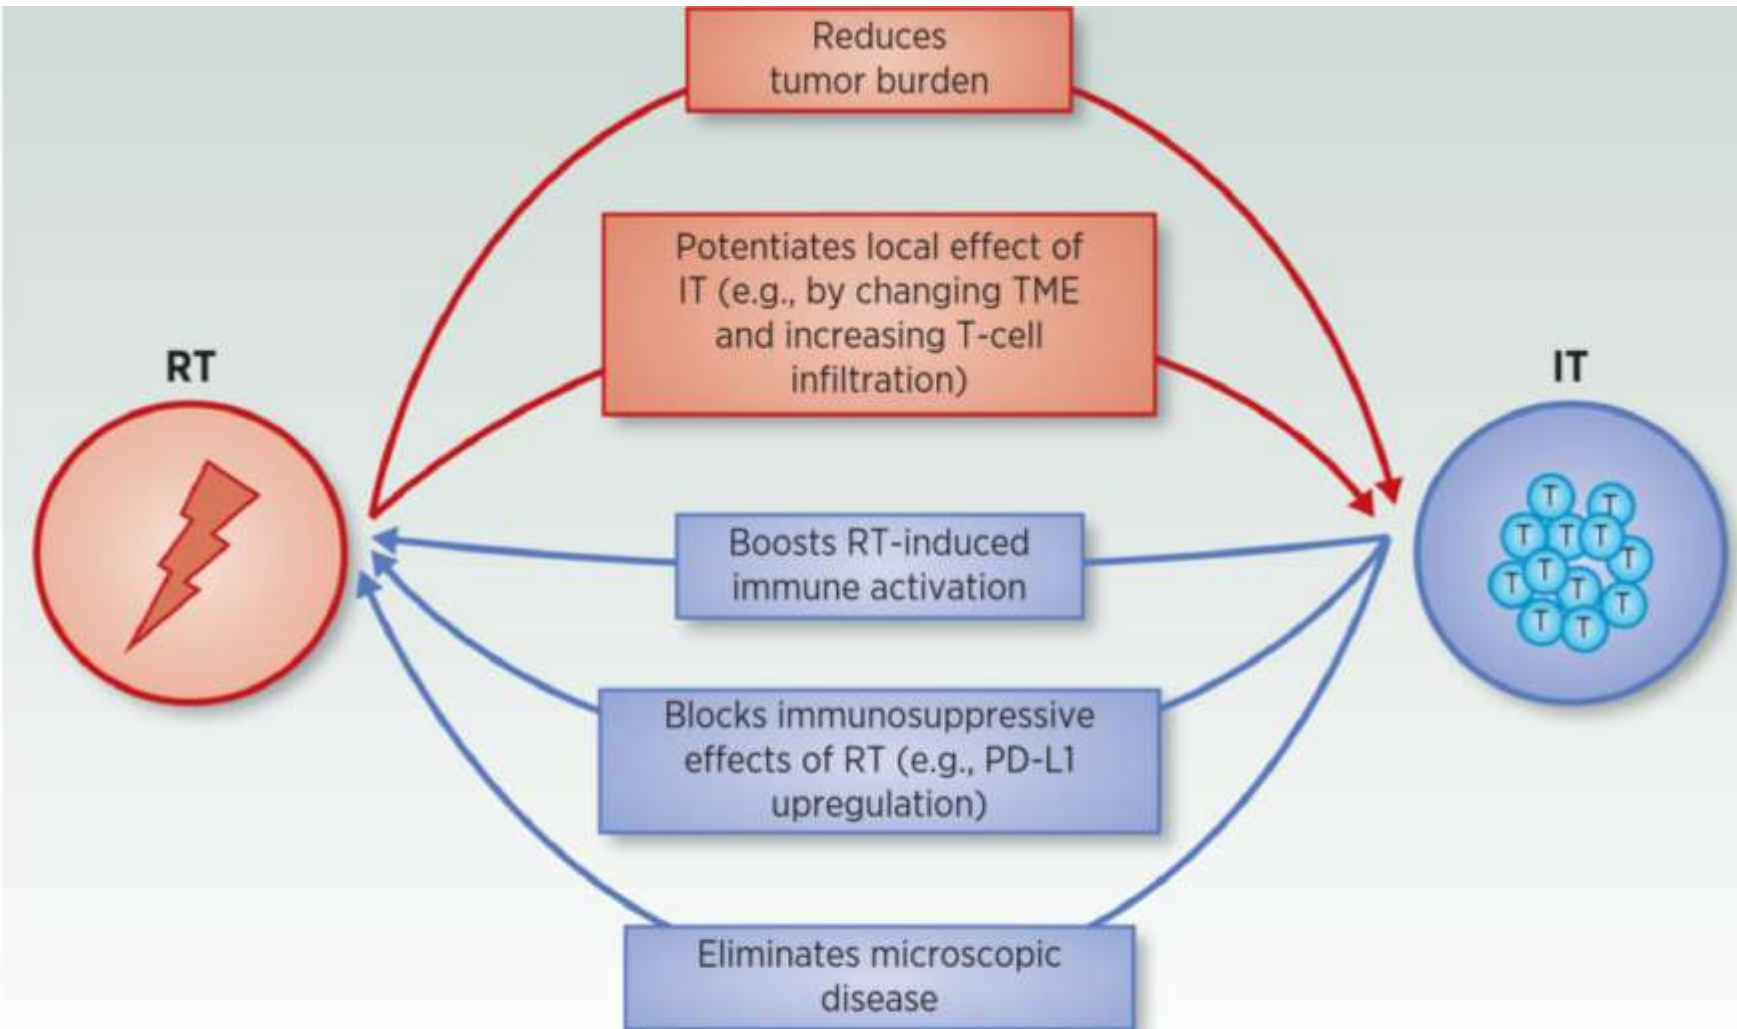 Reduces
tumor burden
Potentiates local effect of
IT (e.g., by changing TME
and increasing T-cell
infiltration)
RT
IT
Boosts RT-induced
immune activation
T
T
T
T
T
T
T
T
T
T
T
T
Blocks immunosuppressive
effects of RT (e.g., PD-L1
upregulation)
Eliminates microscopic
disease